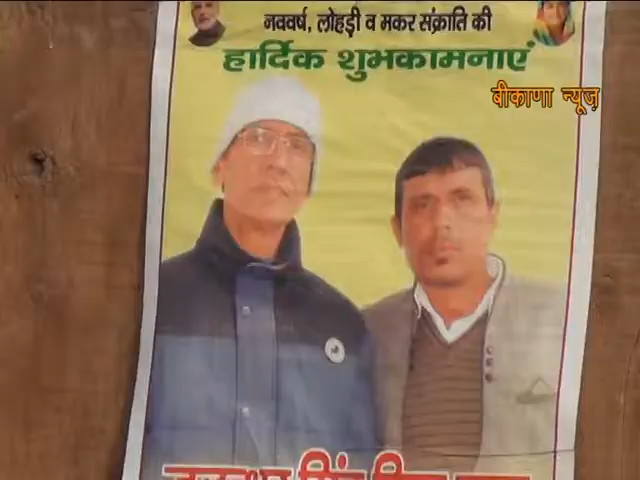 नववर्ष, लोहड़ी व मकर संक्राति की
हार्दिक शुभकामनाएं
बीकाणा न्यूज़